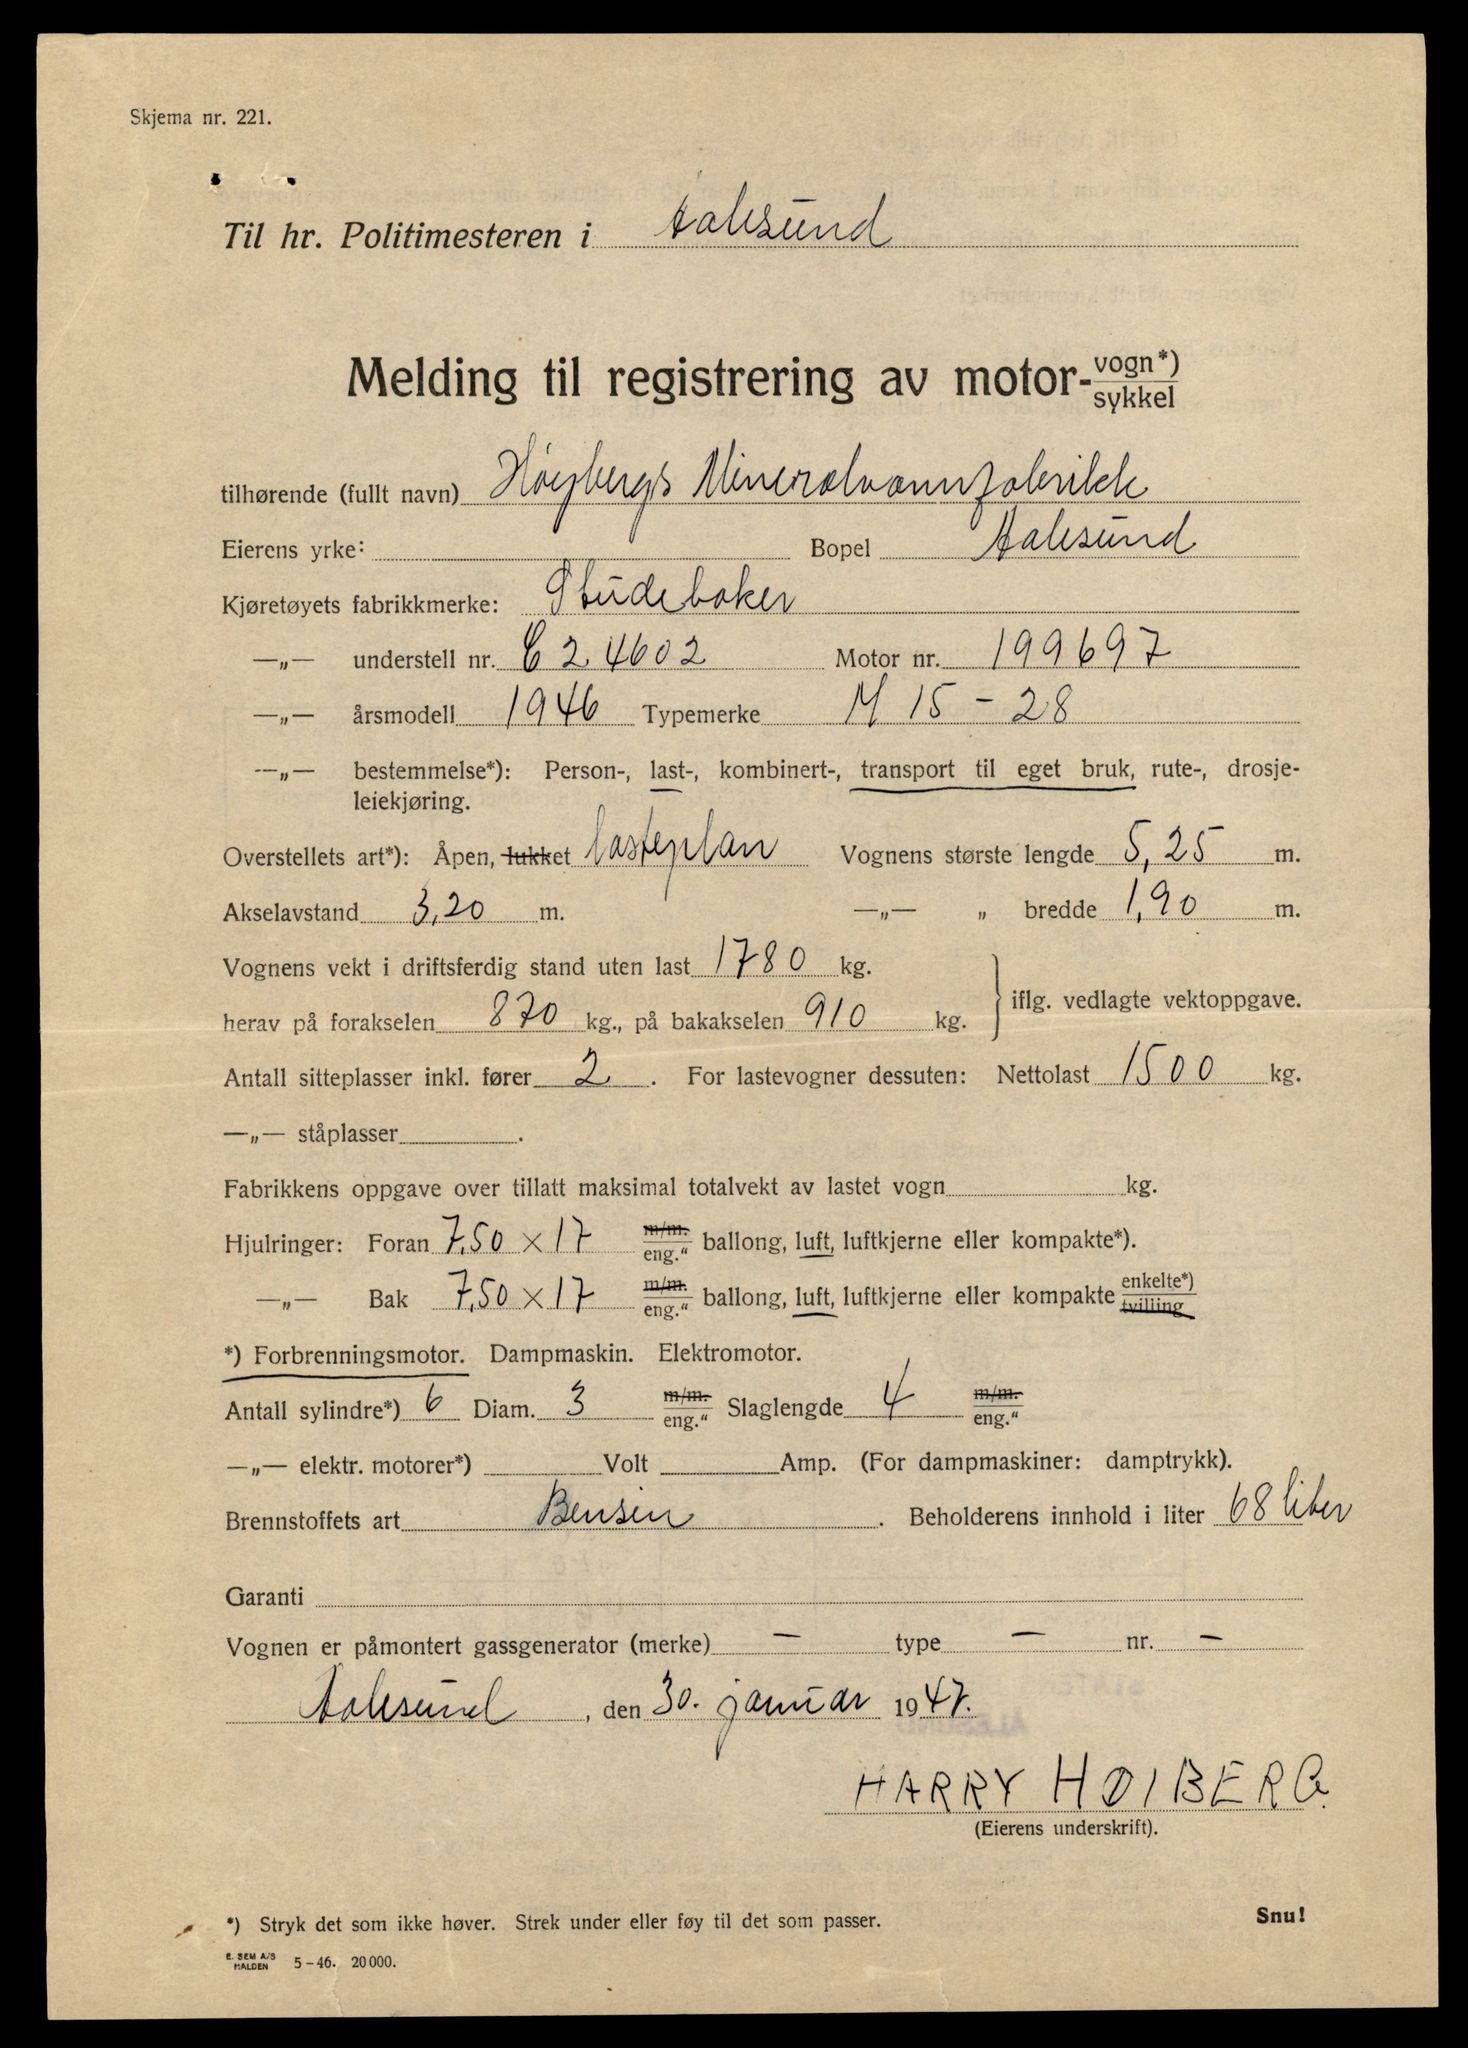 Skjema nr. 221.
Til hr. Politimesteren i Aalesund
Melding til registrering av motor-vogn*) / sykkel
tilhørende (fullt navn) Høybergs Mineralvannfabrikk
Eierens yrke: Bopel Aalesund
Kjøretøyets fabrikkmerke: Studebaker
—„— understell nr. C 24602 Motor nr. 199697
—„— årsmodell 1946 Typemerke M 15 - 28
—„— bestemmelse*): Person-, last-, kombinert-, transport til eget bruk, rute-, drosje-
leiekjøring.
Overstellets art*): Åpen, lukket lasteplan Vognens største lengde 5,25 m.
Akselavstand 3,20 m. —„— „ bredde 1,90 m.
Vognens vekt i driftsferdig stand uten last 1780 kg.
herav på forakselen 870 kg., på bakakselen 910 kg. iflg. vedlagte vektoppgave.
Antall sitteplasser inkl. fører 2. For lastevogner dessuten: Nettolast 1500 kg.
—„— ståplasser .
Fabrikkens oppgave over tillatt maksimal totalvekt av lastet vogn kg.
Hjulringer: Foran 7,50 × 17 m/m. / eng.“ ballong, luft, luftkjerne eller kompakte*).
—„— Bak 7,50 × 17 m/m. / eng.“ ballong, luft, luftkjerne eller kompakte enkelte*) / tvilling
*) Forbrenningsmotor. Dampmaskin. Elektromotor.
Antall sylindre*) 6 Diam. 3 m/m. / eng.“ Slaglengde 4 m/m. / eng.“
—„— elektr. motorer*) Volt Amp. (For dampmaskiner: damptrykk).
Brennstoffets art Bensin. Beholderens innhold i liter 68 liter
Garanti
Vognen er påmontert gassgenerator (merke) — type — nr. —
Aalesund, den 30. januar 1947.
HARRY HØIBERG.
(Eierens underskrift).
*) Stryk det som ikke høver. Strek under eller føy til det som passer.
Snu!
E. SEM A/S
HALDEN 5-46. 20 000.